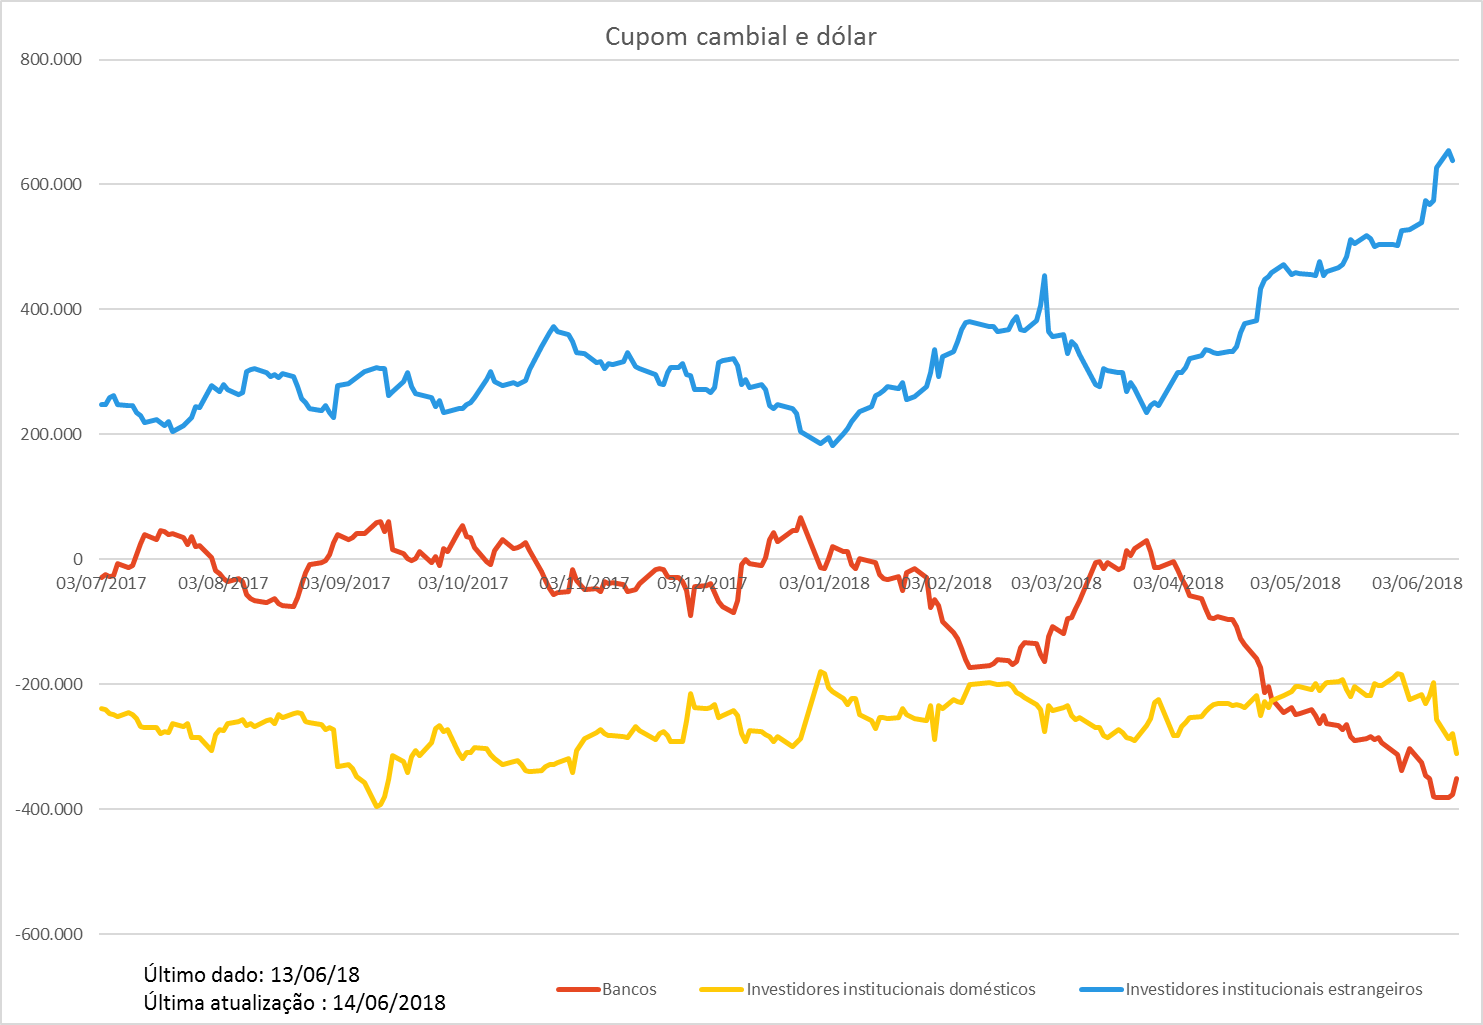 Cupom cambial e dólar
800.000
600.000
400.000
200.000
0
03/07/2017 03/08/2017 03/09/2017 03/10/2017 03/11/2017 03/12/2017 03/01/2018 03/02/2018 03/03/2018 03/04/2018 03/05/2018 03/06/2018
-200.000
-400.000
-600.000
Último dado: 13/06/18
Última atualização : 14/06/2018
Bancos Investidores institucionais domésticos Investidores institucionais estrangeiros